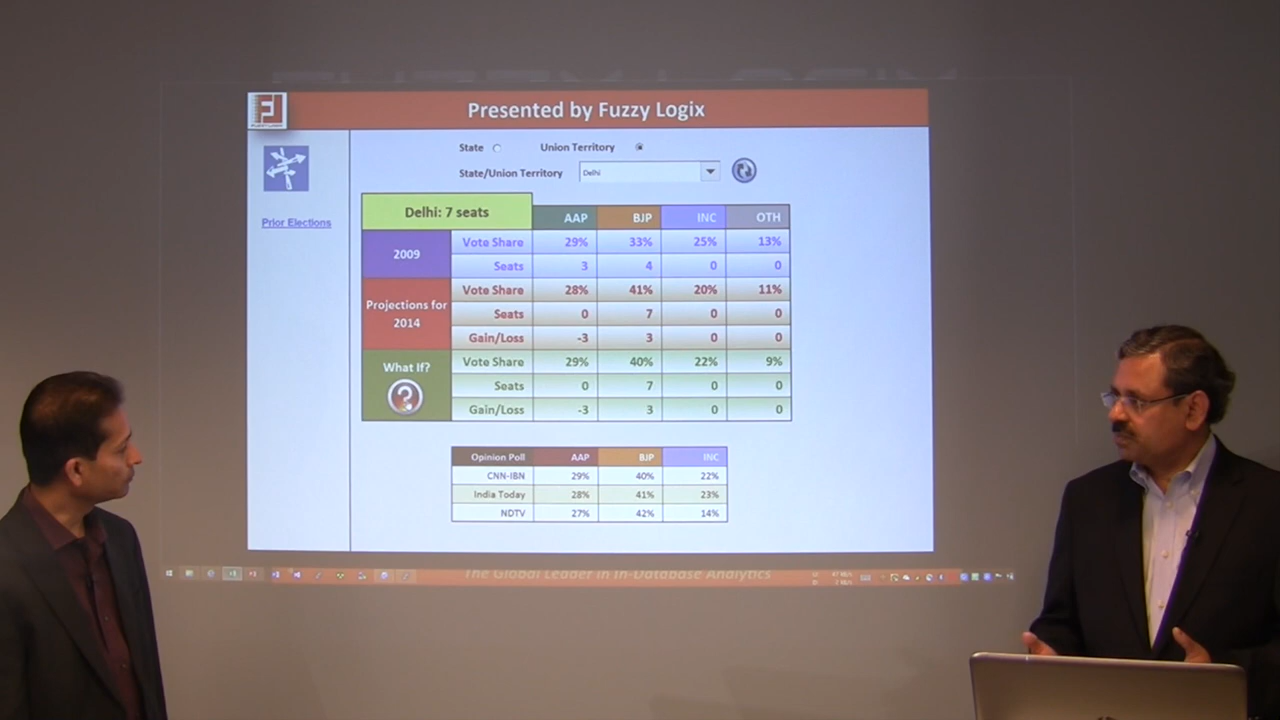 Presented by Fuzzy Logix
FL
State Union Territory
State/Union Territory Delhi
Prior Elections
Delhi: 7 seats AAP BJP INC OTH
2009 Vote Share 29% 33% 25% 13%
Seats 3 4 0 0
Projections for 2014 Vote Share 28% 41% 20% 11%
Seats 0 7 0 0
Gain/Loss -3 3 0 0
What If? ? Vote Share 29% 40% 22% 9%
Seats 0 7 0 0
Gain/Loss -3 3 0 0
Opinion Poll AAP BJP INC
CNN-IBN 29% 40% 22%
India Today 28% 41% 23%
NDTV 27% 42% 14%
The Global Leader in In-Database Analytics